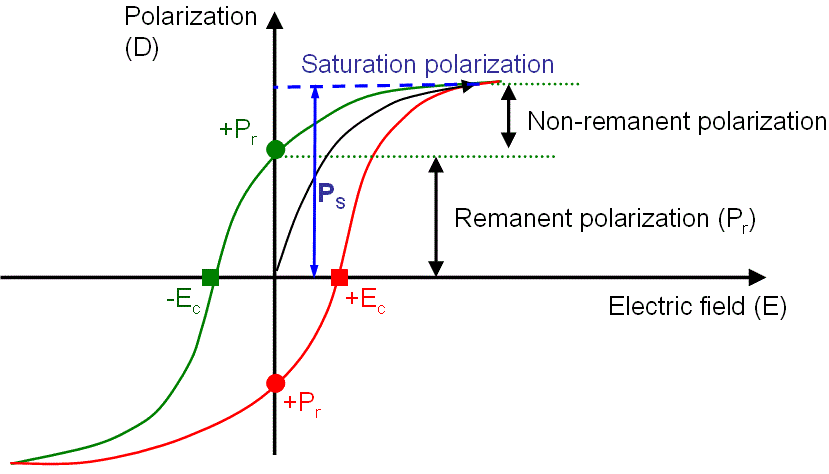 Polarization
(D)
Saturation polarization
+Pr
Non-remanent polarization
Ps
Remanent polarization (Pr)
-Ec
+Ec
Electric field (E)
+Pr